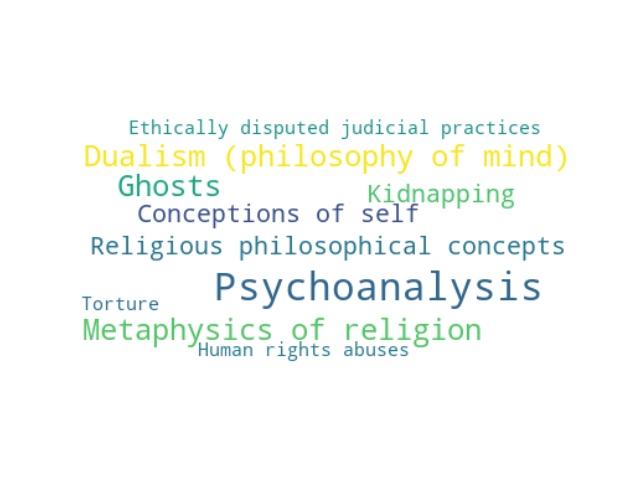 Ethically disputed judicial practices
Dualism (philosophy of mind)
Ghosts
Kidnapping
Conceptions of self
Religious philosophical concepts
Psychoanalysis
Torture
Metaphysics of religion
Human rights abuses